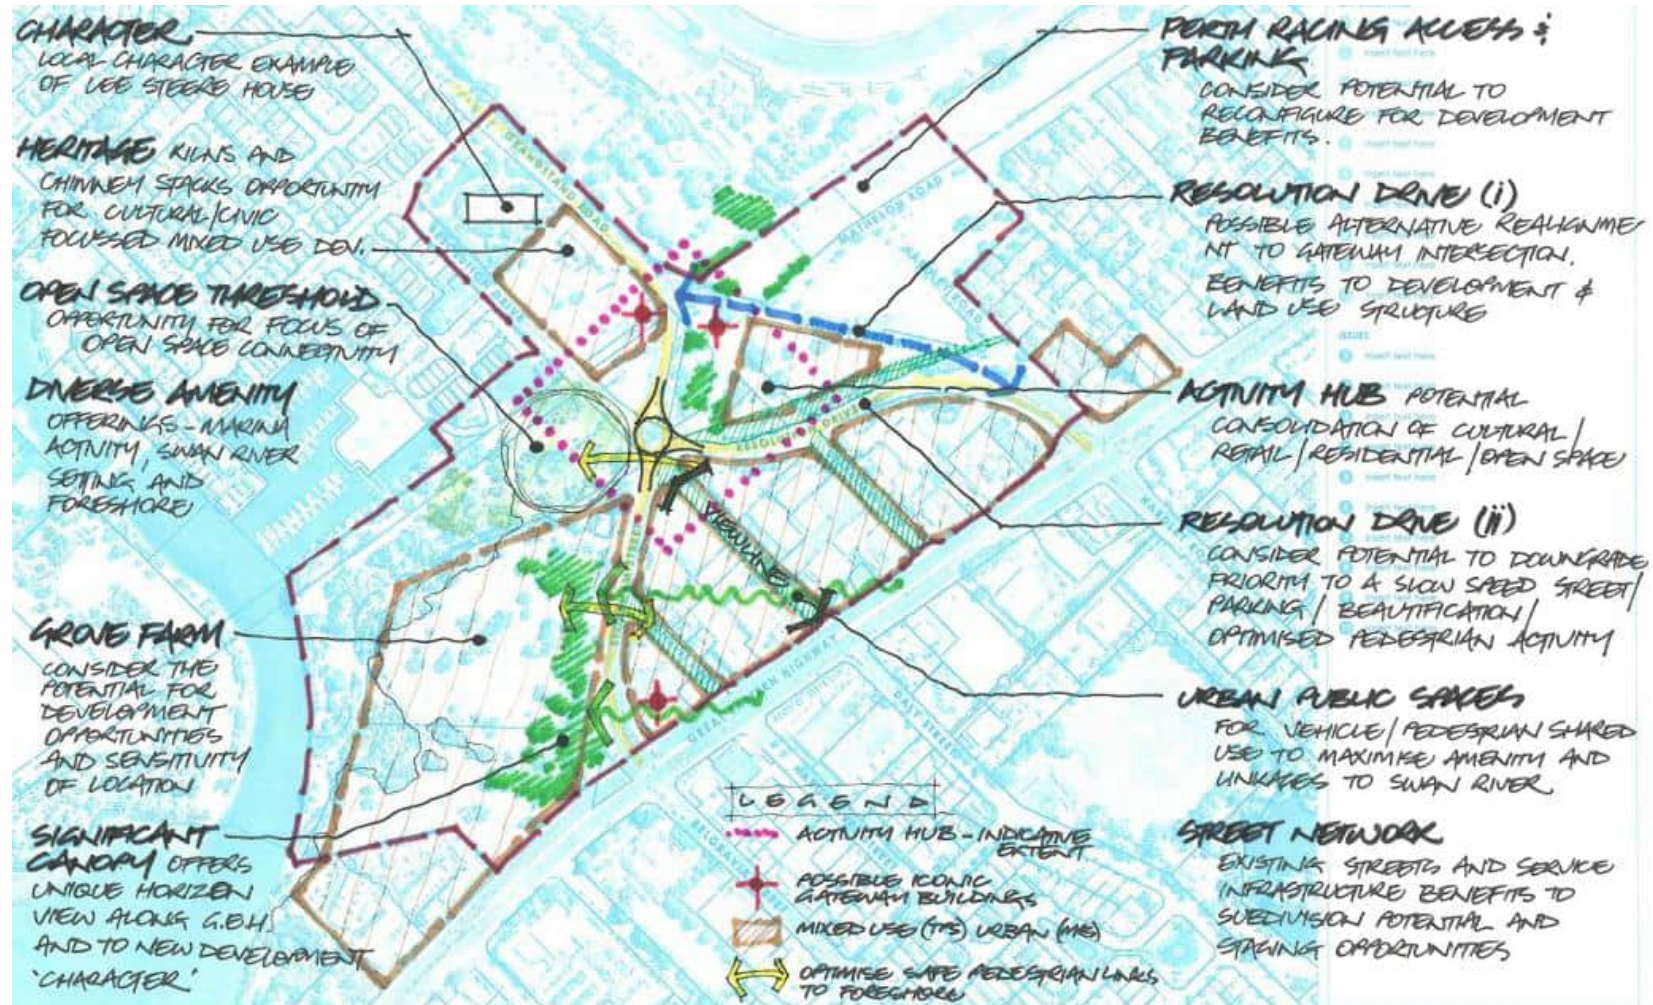 CHARACTER
LOCAL CHARACTER EXAMPLE
OF LEE STEERE HOUSE
HERITAGE KILNS AND
CHIMNEY STACKS OPPORTUNITY
FOR CULTURAL/CIVIC
FOCUSSED MIXED USE DEV.
OPEN SPACE THRESHOLD
OPPORTUNITY FOR FOCUS OF
OPEN SPACE CONNECTIVITY
DIVERSE AMENITY
OFFERINGS - MARINA
ACTIVITY, SWAN RIVER
SETTING AND
FORESHORE
GROVE FARM
CONSIDER THE
POTENTIAL FOR
DEVELOPMENT
OPPORTUNITIES
AND SENSITIVITY
OF LOCATION
SIGNIFICANT
CANOPY OFFERS
UNIQUE HORIZEN
VIEW ALONG G.E.H.
AND TO NEW DEVELOPMENT
'CHARACTER'
GRANDSTAND ROAD
MATHESON ROAD
RESOLUTION DRIVE
VIEWLINE
GREAT EASTERN HIGHWAY
DALY STREET
PERTH RACING ACCESS &
PARKING
CONSIDER POTENTIAL TO
RECONFIGURE FOR DEVELOPMENT
BENEFITS.
RESOLUTION DRIVE (i)
POSSIBLE ALTERNATIVE REALIGNME
NT TO GATEWAY INTERSECTION.
BENEFITS TO DEVELOPMENT &
LAND USE STRUCTURE
ACTIVITY HUB POTENTIAL
CONSOLIDATION OF CULTURAL/
RETAIL/RESIDENTIAL/OPEN SPACE
RESOLUTION DRIVE (ii)
CONSIDER POTENTIAL TO DOWNGRADE
PRIORITY TO A SLOW SPEED STREET/
PARKING/BEAUTIFICATION/
OPTIMISED PEDESTRIAN ACTIVITY
URBAN PUBLIC SPACES
FOR VEHICLE/PEDESTRIAN SHARED
USE TO MAXIMISE AMENITY AND
LINKAGES TO SWAN RIVER.
STREET NETWORK
EXISTING STREETS AND SERVICE
INFRASTRUCTURE BENEFITS TO
SUBDIVISION POTENTIAL AND
STAGING OPPORTUNITIES
LEGEND
ACTIVITY HUB - INDICATIVE
EXTENT
POSSIBLE ICONIC
GATEWAY BUILDINGS
MIXED USE (TPS) URBAN (MRS)
OPTIMISE SAFE PEDESTRIAN LINKS
TO FORESHORE